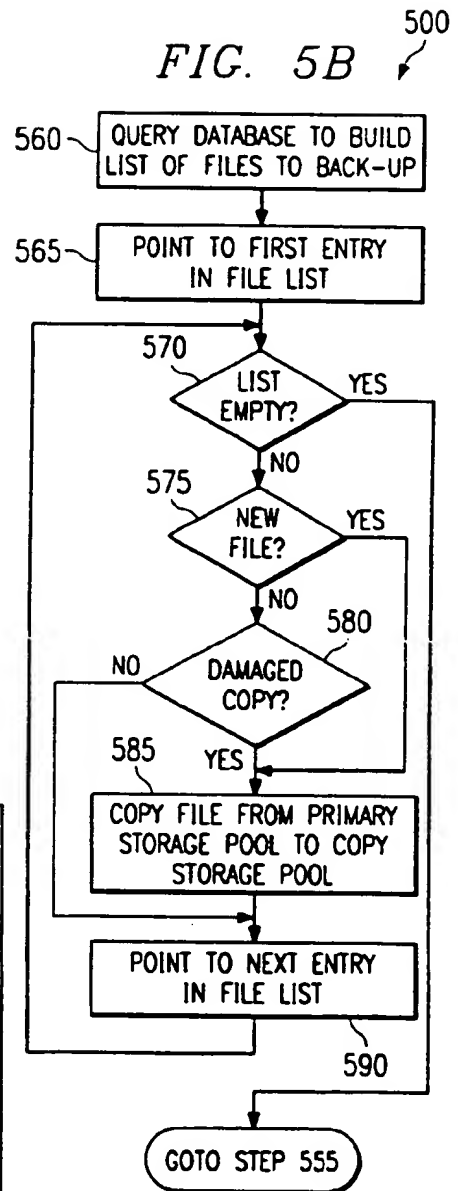 500
FIG. 5B
560
QUERY DATABASE TO BUILD
LIST OF FILES TO BACK-UP
565
POINT TO FIRST ENTRY
IN FILE LIST
570
LIST
EMPTY?
YES
NO
575
NEW
FILE?
YES
NO
580
NO
DAMAGED
COPY?
YES
585
COPY FILE FROM PRIMARY
STORAGE POOL TO COPY
STORAGE POOL
POINT TO NEXT ENTRY
IN FILE LIST
590
GOTO STEP 555